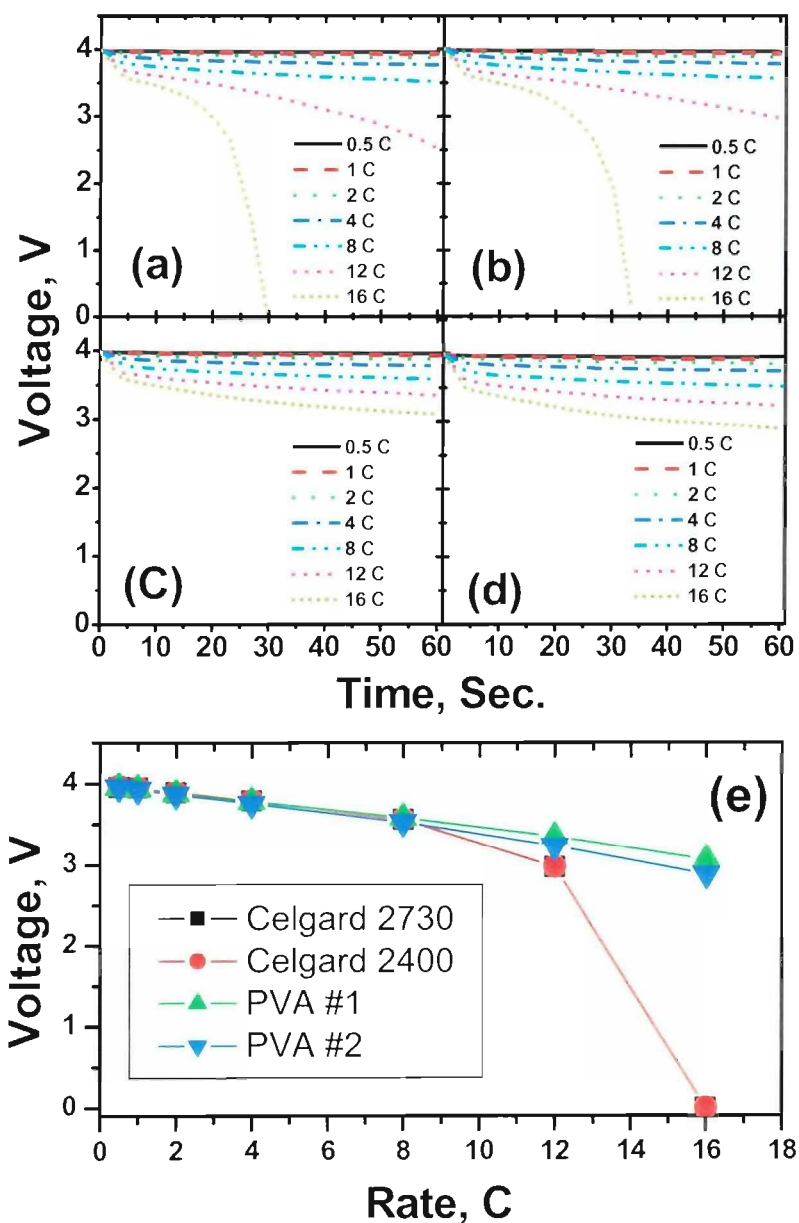 4
3
2
1
0
(a)
0.5 C
1 C
2 C
4 C
8 C
12 C
16 C
(b)
0.5 C
1 C
2 C
4 C
8 C
12 C
16 C
Voltage, V
4
3
2
1
0
(C)
0.5 C
1 C
2 C
4 C
8 C
12 C
16 C
(d)
0.5 C
1 C
2 C
4 C
8 C
12 C
16 C
0 10 20 30 40 50 60 10 20 30 40 50 60
Time, Sec.
(e)
4
3
2
1
0
Voltage, V
Celgard 2730
Celgard 2400
PVA #1
PVA #2
0 2 4 6 8 10 12 14 16 18
Rate, C